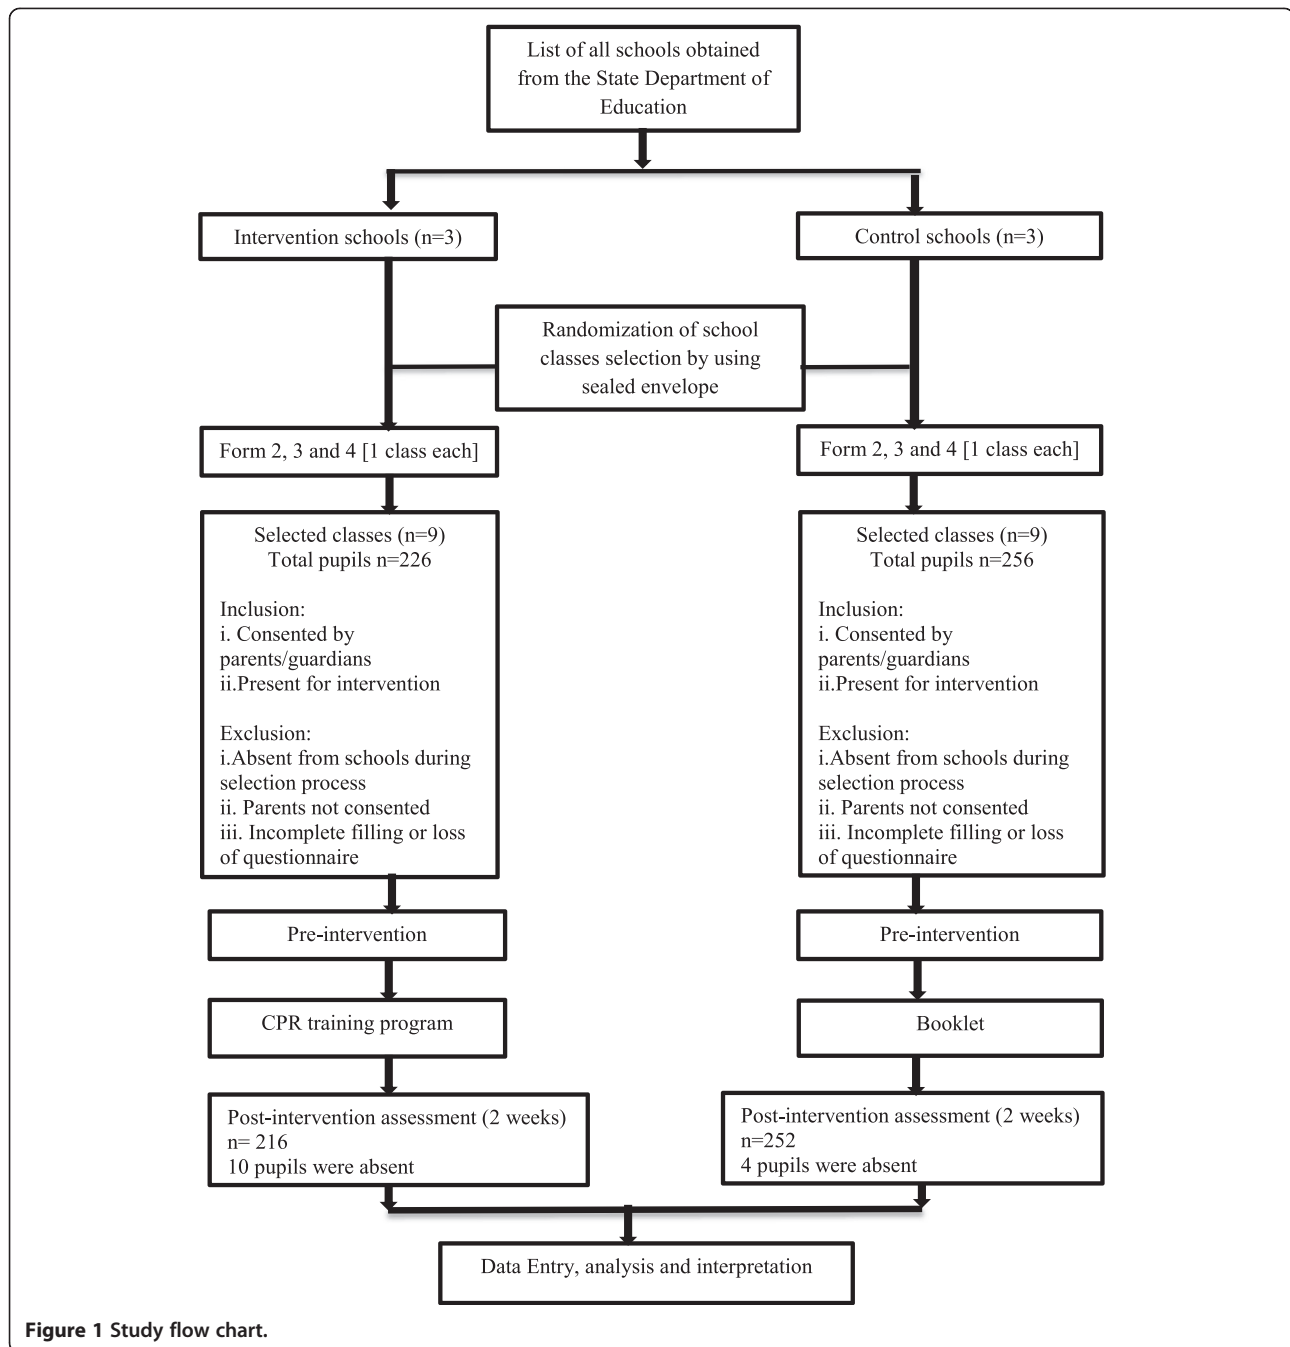 List of all schools obtained
from the State Department of
Education
Intervention schools (n=3)
Control schools (n=3)
Randomization of school
classes selection by using
sealed envelope
Form 2, 3 and 4 [1 class each]
Form 2, 3 and 4 [1 class each]
Selected classes (n=9)
Total pupils n=226
Inclusion:
i. Consented by
parents/guardians
ii.Present for intervention
Exclusion:
i.Absent from schools during
selection process
ii. Parents not consented
iii. Incomplete filling or loss
of questionnaire
Selected classes (n=9)
Total pupils n=256
Inclusion:
i. Consented by
parents/guardians
ii.Present for intervention
Exclusion:
i.Absent from schools during
selection process
ii. Parents not consented
iii. Incomplete filling or loss
of questionnaire
Pre-intervention
Pre-intervention
CPR training program
Booklet
Post-intervention assessment (2 weeks)
n= 216
10 pupils were absent
Post-intervention assessment (2 weeks)
n=252
4 pupils were absent
Data Entry, analysis and interpretation
Figure 1 Study flow chart.